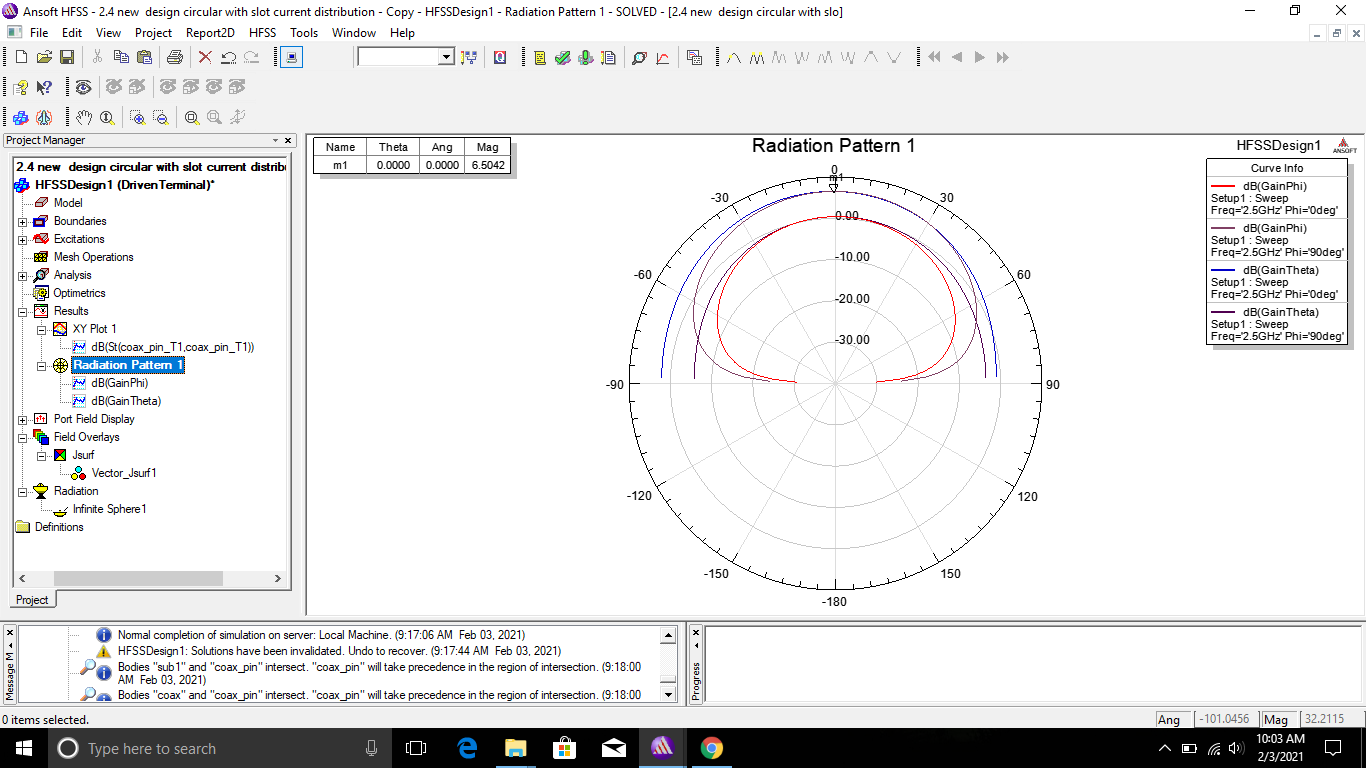 Ansoft HFSS - 2.4 new  design circular with slot current distribution - Copy - HFSSDesign1 - Radiation Pattern 1 - SOLVED - [2.4 new  design circular with slo]
File Edit View Project Report2D HFSS Tools Window Help
Project Manager
2.4 new  design circular with slot current distribu
HFSSDesign1 (DrivenTerminal)*
Model
Boundaries
Excitations
Mesh Operations
Analysis
Optimetrics
Results
XY Plot 1
dB(St(coax_pin_T1,coax_pin_T1))
Radiation Pattern 1
dB(GainPhi)
dB(GainTheta)
Port Field Display
Field Overlays
Jsurf
Vector_Jsurf1
Radiation
Infinite Sphere1
Definitions
Project
Name Theta Ang Mag
m1 0.0000 0.0000 6.5042
Radiation Pattern 1
HFSSDesign1
ANSOFT
Curve Info
dB(GainPhi)
Setup1 : Sweep
Freq='2.5GHz' Phi='0deg'
dB(GainPhi)
Setup1 : Sweep
Freq='2.5GHz' Phi='90deg'
dB(GainTheta)
Setup1 : Sweep
Freq='2.5GHz' Phi='0deg'
dB(GainTheta)
Setup1 : Sweep
Freq='2.5GHz' Phi='90deg'
0
m1
-30
30
0.00
-10.00
-60
60
-20.00
-30.00
-90
90
-120
120
-150
150
-180
Message M
Normal completion of simulation on server: Local Machine. (9:17:06 AM  Feb 03, 2021)
HFSSDesign1: Solutions have been invalidated. Undo to recover. (9:17:44 AM  Feb 03, 2021)
Bodies "sub1" and "coax_pin" intersect. "coax_pin" will take precedence in the region of intersection. (9:18:00
AM  Feb 03, 2021)
Bodies "coax" and "coax_pin" intersect. "coax_pin" will take precedence in the region of intersection. (9:18:00
Progress
0 items selected.
Ang -101.0456 Mag 32.2115
Type here to search
10:03 AM
2/3/2021